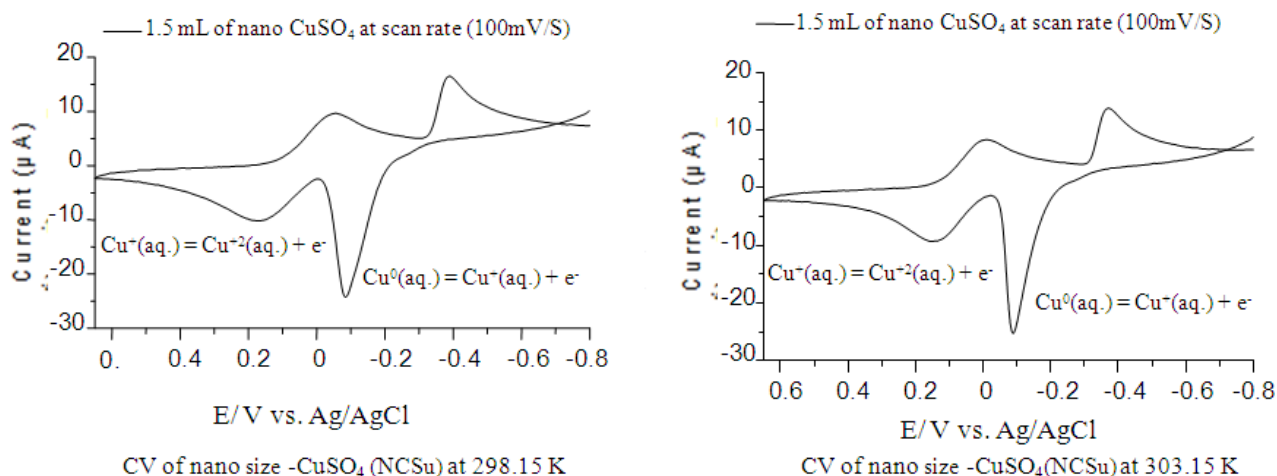 1.5 mL of nano CuSO₄ at scan rate (100mV/S)
20
10
0
-10
-20
-30
Current (µ A)
Cu⁺(aq.) = Cu⁺²(aq.) + e⁻
Cu⁰(aq.) = Cu⁺(aq.) + e⁻
0. 0.4 0.2 0 -0.2 -0.4 -0.6 -0.8
E/ V vs. Ag/AgCl
CV of nano size -CuSO₄ (NCSu) at 298.15 K
1.5 mL of nano CuSO₄ at scan rate (100mV/S)
20
10
0
-10
-20
-30
Current (µ A)
Cu⁺(aq.) = Cu⁺²(aq.) + e⁻
Cu⁰(aq.) = Cu⁺(aq.) + e⁻
0.6 0.4 0.2 0 -0.2 -0.4 -0.6 -0.8
E/ V vs. Ag/AgCl
CV of nano size -CuSO₄(NCSu) at 303.15 K